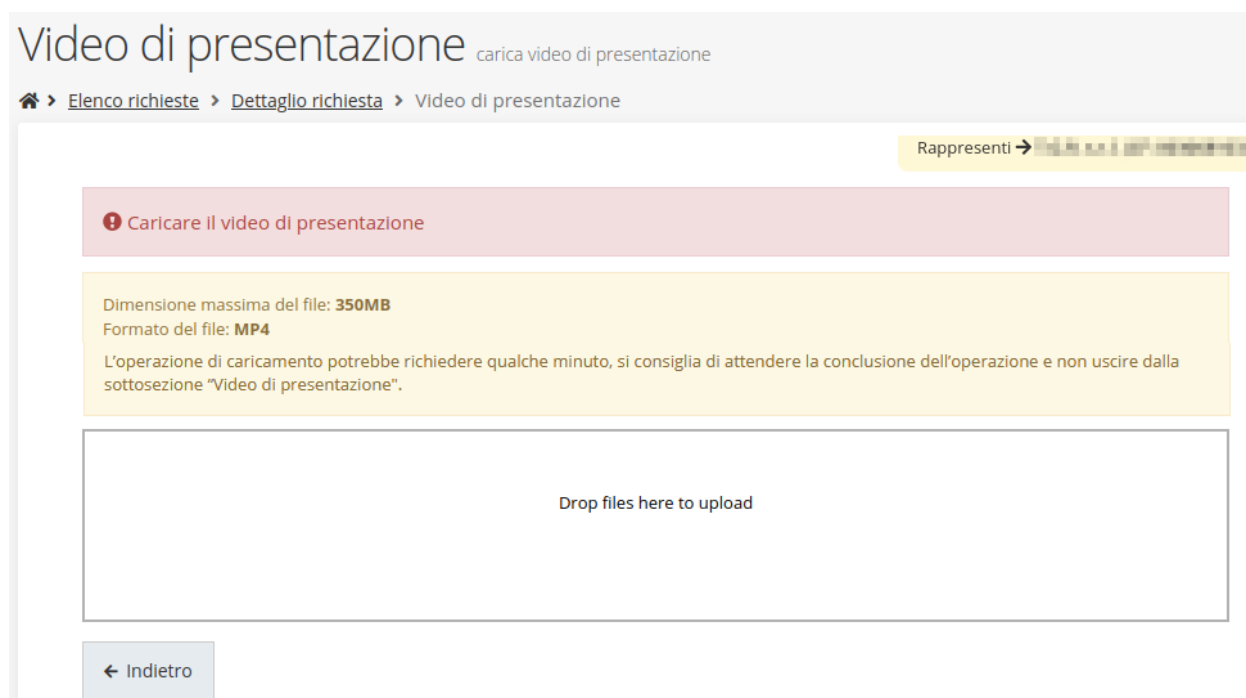 Video di presentazione carica video di presentazione
Elenco richieste > Dettaglio richiesta > Video di presentazione
Rappresenti →
Caricare il video di presentazione
Dimensione massima del file: 350MB
Formato del file: MP4
L'operazione di caricamento potrebbe richiedere qualche minuto, si consiglia di attendere la conclusione dell'operazione e non uscire dalla
sottosezione "Video di presentazione".
Drop files here to upload
← Indietro